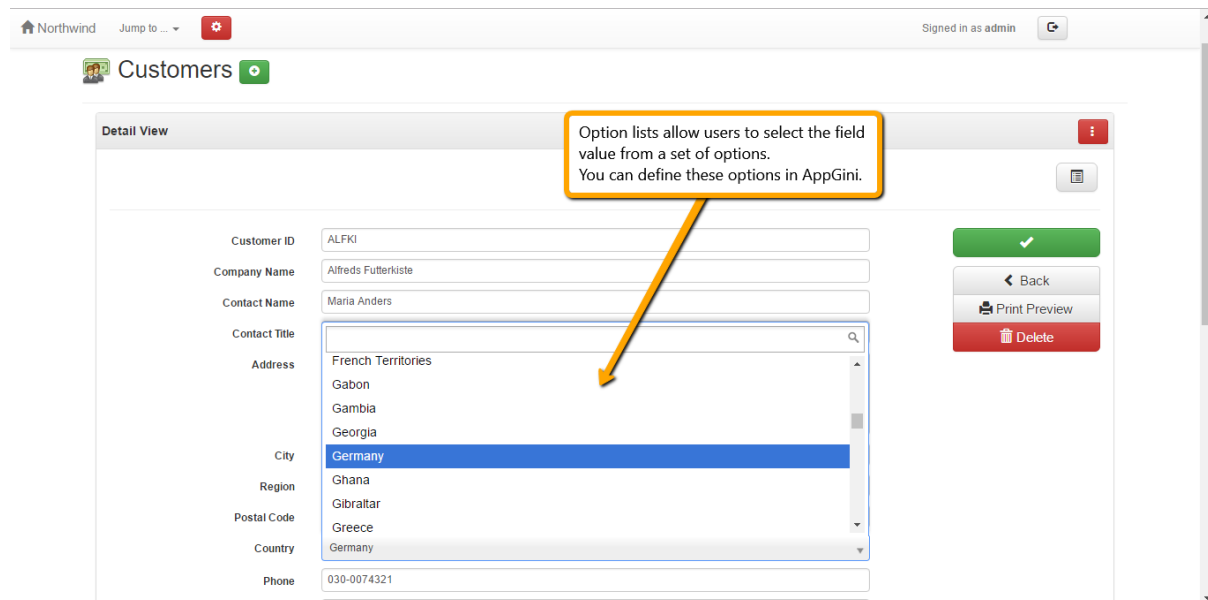 Northwind Jump to ... Signed in as admin
Customers
Detail View
Option lists allow users to select the field
value from a set of options.
You can define these options in AppGini.
Customer ID ALFKI
Company Name Alfreds Futterkiste
Back
Contact Name Maria Anders
Print Preview
Contact Title
Delete
Address
French Territories
Gabon
Gambia
Georgia
City Germany
Ghana
Region
Gibraltar
Postal Code
Greece
Country Germany
Phone 030-0074321